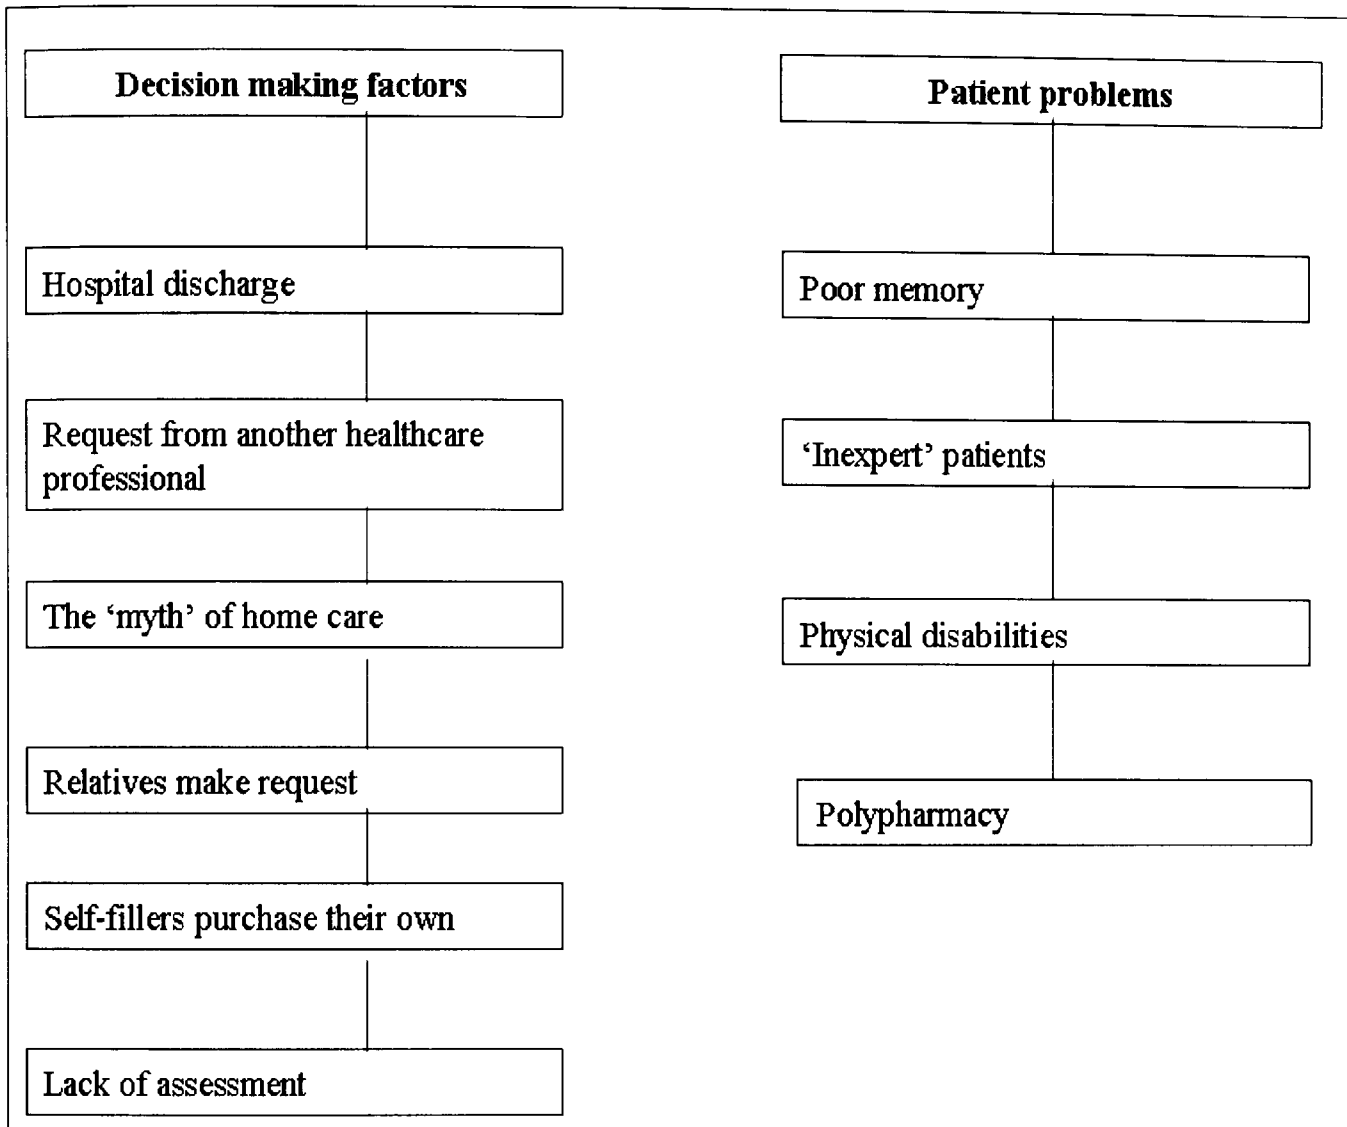 Decision making factors
Hospital discharge
Request from another healthcare
professional
The ‘myth’ of home care
Relatives make request
Self-fillers purchase their own
Lack of assessment
Patient problems
Poor memory
‘Inexpert’ patients
Physical disabilities
Polypharmacy